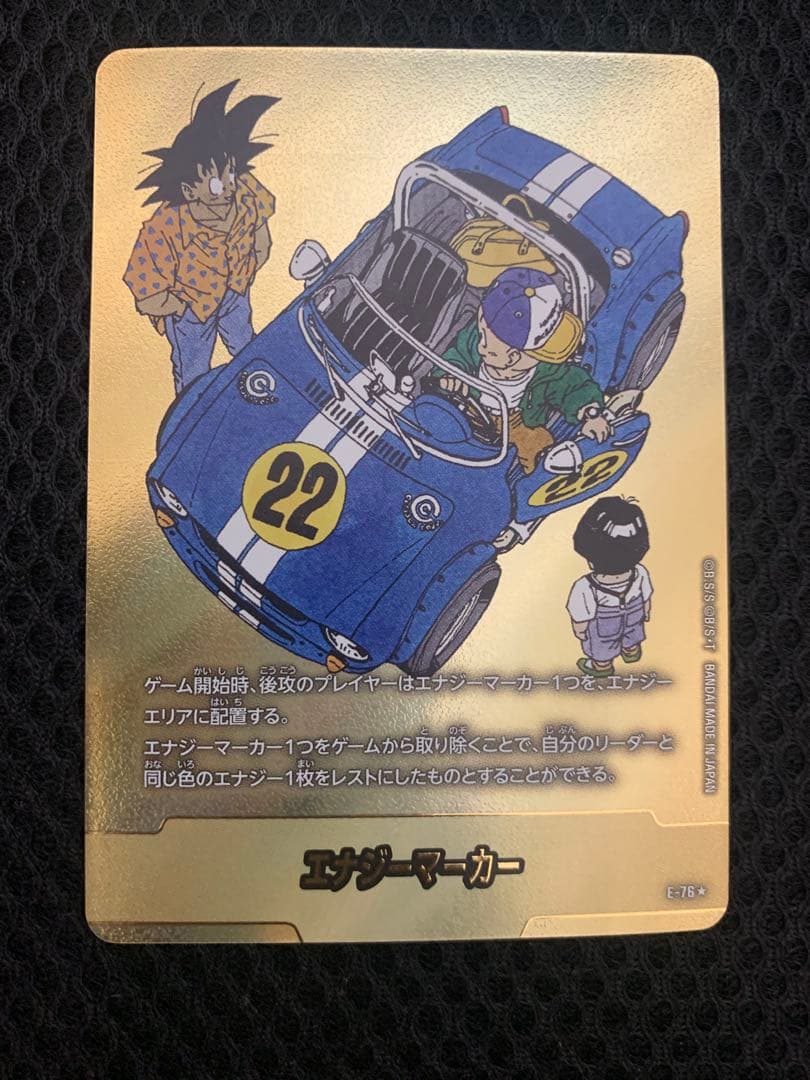 22
22
ゲーム開始時、後攻のプレイヤーはエナジーマーカー1つを、エナジー
エリアに配置する。
エナジーマーカー1つをゲームから取り除くことで、自分のリーダーと
同じ色のエナジー1枚をレストにしたものとすることができる。
エナジーマーカー
E-76★
©B.S/S ©B/S・T BANDAI MADE IN JAPAN